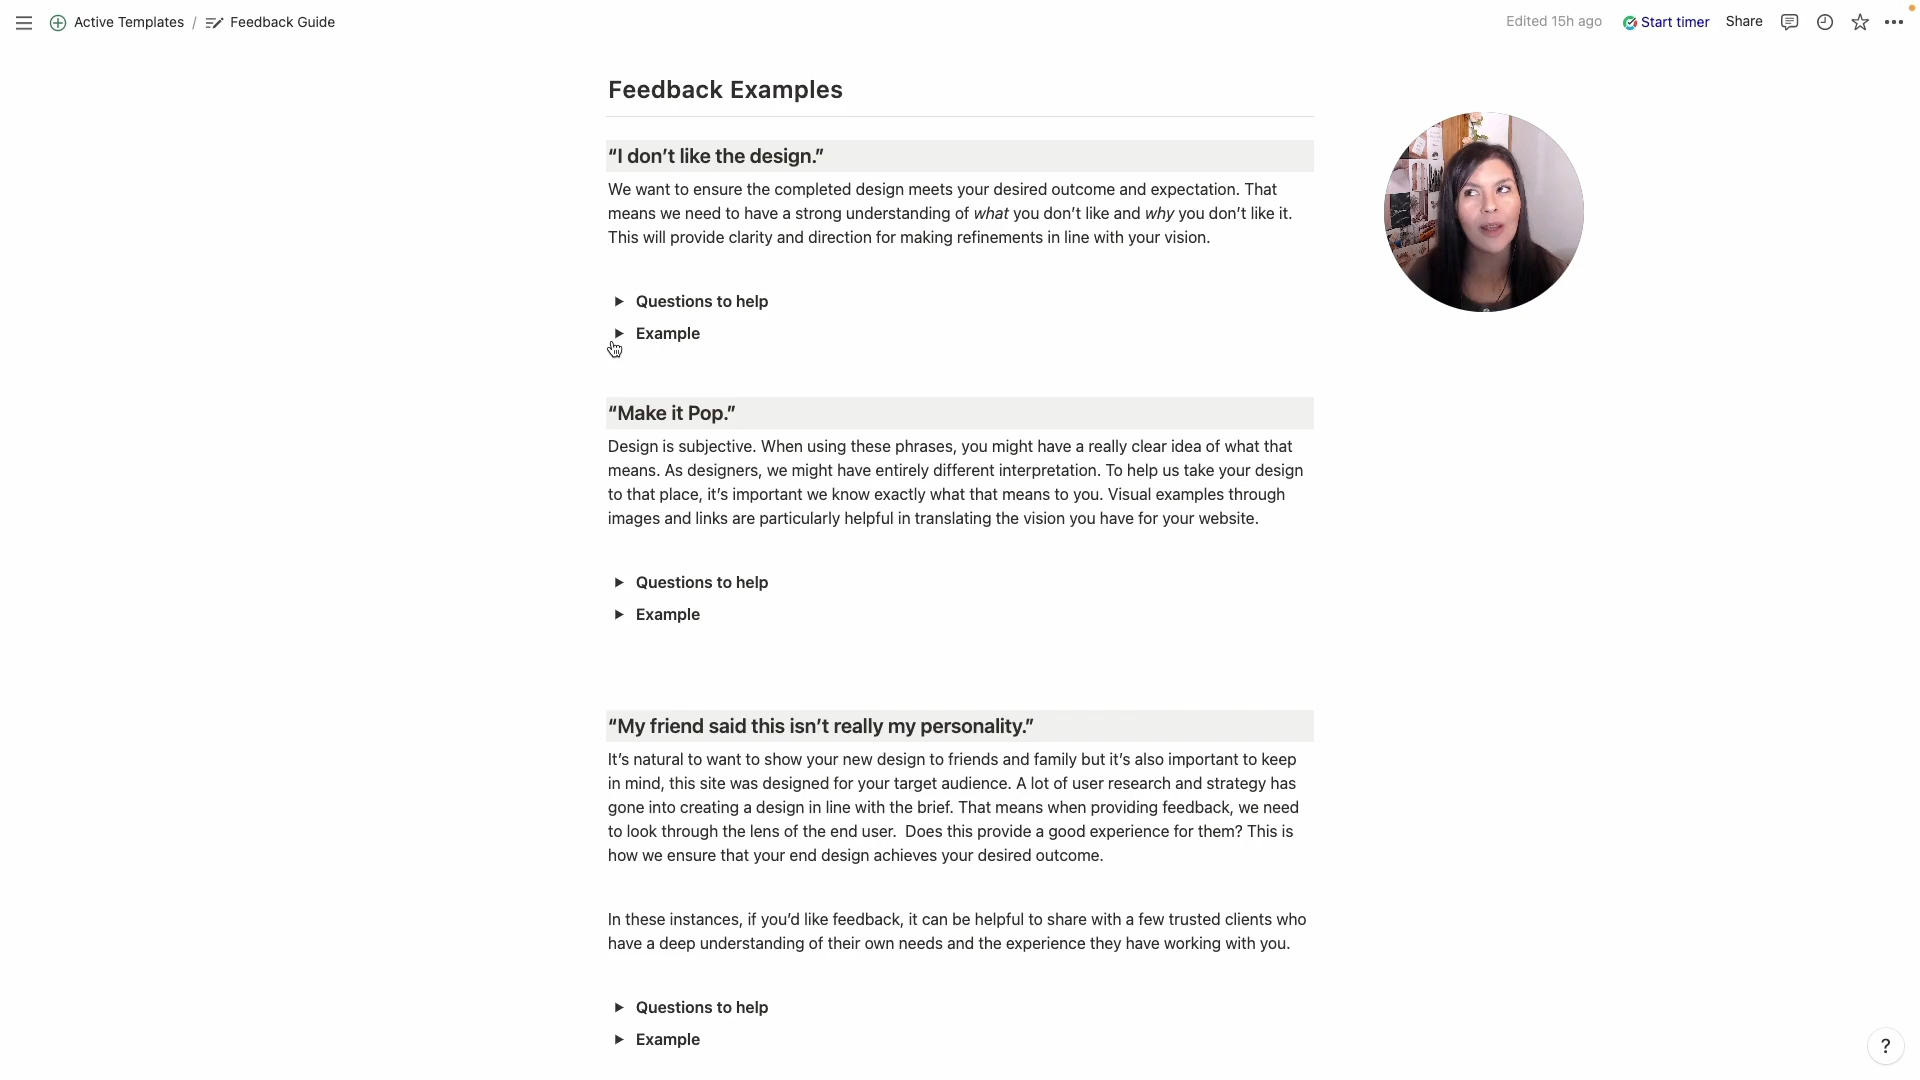 Active Templates / Feedback Guide
Edited 15h ago Start timer Share
Feedback Examples
“I don’t like the design.”
We want to ensure the completed design meets your desired outcome and expectation. That
means we need to have a strong understanding of what you don’t like and why you don’t like it.
This will provide clarity and direction for making refinements in line with your vision.
Questions to help
Example
“Make it Pop.”
Design is subjective. When using these phrases, you might have a really clear idea of what that
means. As designers, we might have entirely different interpretation. To help us take your design
to that place, it’s important we know exactly what that means to you. Visual examples through
images and links are particularly helpful in translating the vision you have for your website.
Questions to help
Example
“My friend said this isn’t really my personality.”
It’s natural to want to show your new design to friends and family but it’s also important to keep
in mind, this site was designed for your target audience. A lot of user research and strategy has
gone into creating a design in line with the brief. That means when providing feedback, we need
to look through the lens of the end user.  Does this provide a good experience for them? This is
how we ensure that your end design achieves your desired outcome.
In these instances, if you’d like feedback, it can be helpful to share with a few trusted clients who
have a deep understanding of their own needs and the experience they have working with you.
Questions to help
Example
?